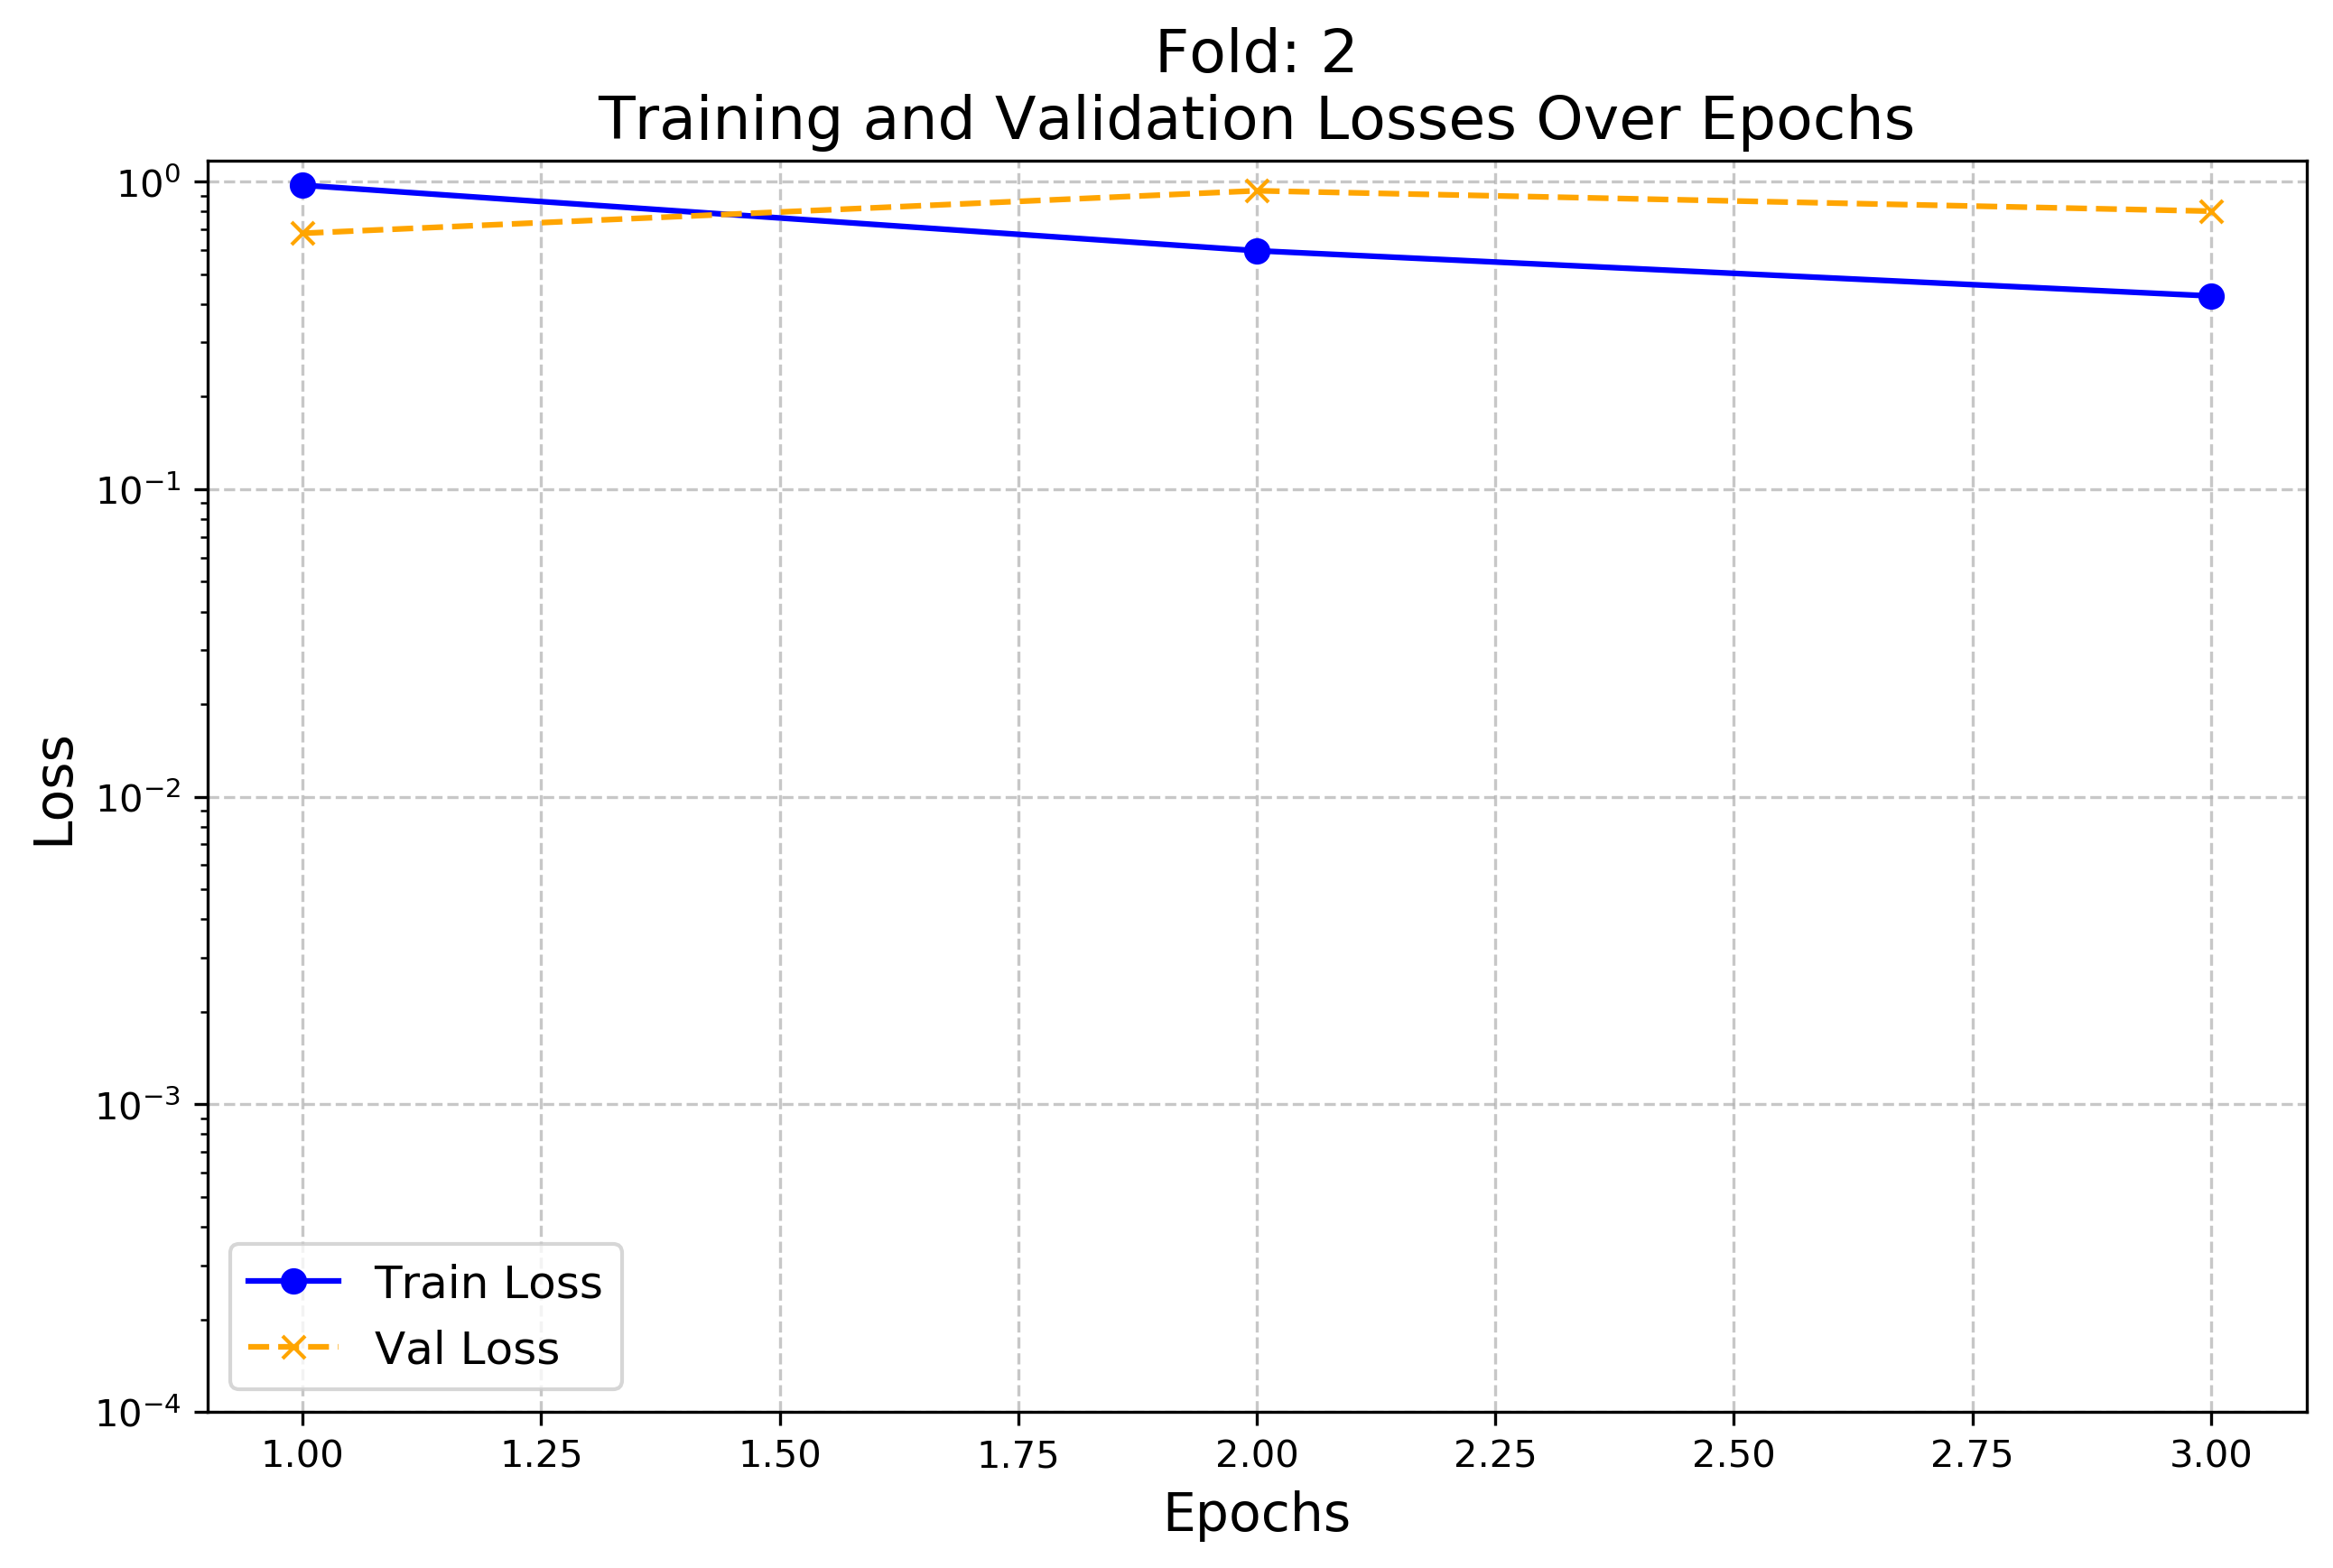 Fold: 2
Training and Validation Losses Over Epochs
10⁰
10⁻¹
10⁻²
10⁻³
10⁻⁴
Loss
Train Loss
Val Loss
1.00 1.25 1.50 1.75 2.00 2.25 2.50 2.75 3.00
Epochs